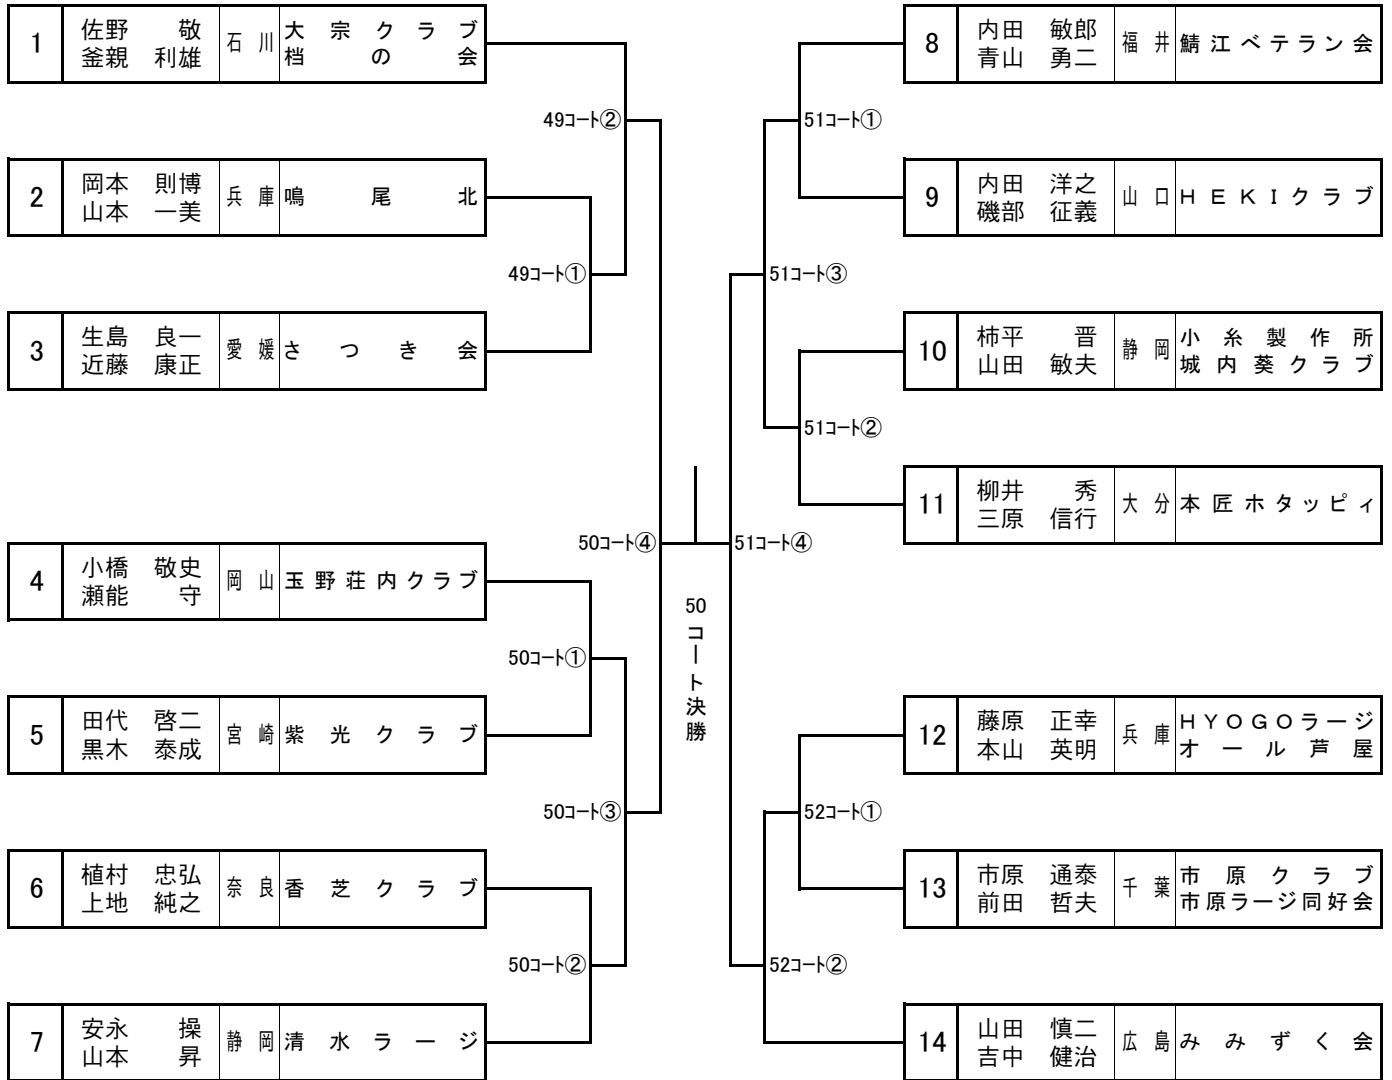 1 佐野　　敬 石川 大宗クラブ
釜親　利雄 档の会
49コート②
2 岡本　則博 兵庫 鳴尾北
山本　一美
49コート①
3 生島　良一 愛媛 さつき会
近藤　康正
50コート④
4 小橋　敬史 岡山 玉野荘内クラブ
瀬能　　守
50コート①
5 田代　啓二 宮崎 紫光クラブ
黒木　泰成
50コート③
6 植村　忠弘 奈良 香芝クラブ
上地　純之
50コート②
7 安永　　操 静岡 清水ラージ
山本　　昇
50コート決勝
8 内田　敏郎 福井 鯖江ベテラン会
青山　勇二
51コート①
9 内田　洋之 山口 HEKIクラブ
磯部　征義
51コート③
10 柿平　　晋 静岡 小糸製作所
山田　敏夫 城内葵クラブ
51コート②
11 柳井　　秀 大分 本匠ホタッピィ
三原　信行
51コート④
12 藤原　正幸 兵庫 HYOGOラージ
本山　英明 オール芦屋
52コート①
13 市原　通泰 千葉 市原クラブ
前田　哲夫 市原ラージ同好会
52コート②
14 山田　慎二 広島 みみずく会
吉中　健治